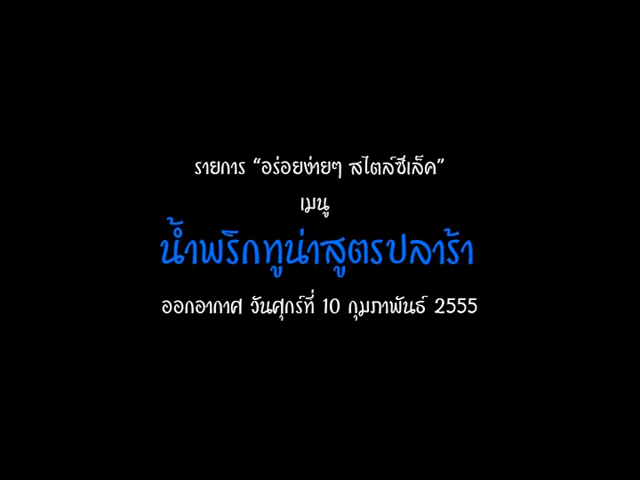 รายการ “อร่อยง่ายๆ สไตล์ซีเล็ค”
เมนู
น้ำพริกทูน่าสูตรปลาร้า
ออกอากาศ วันศุกร์ที่ 10 กุมภาพันธ์ 2555